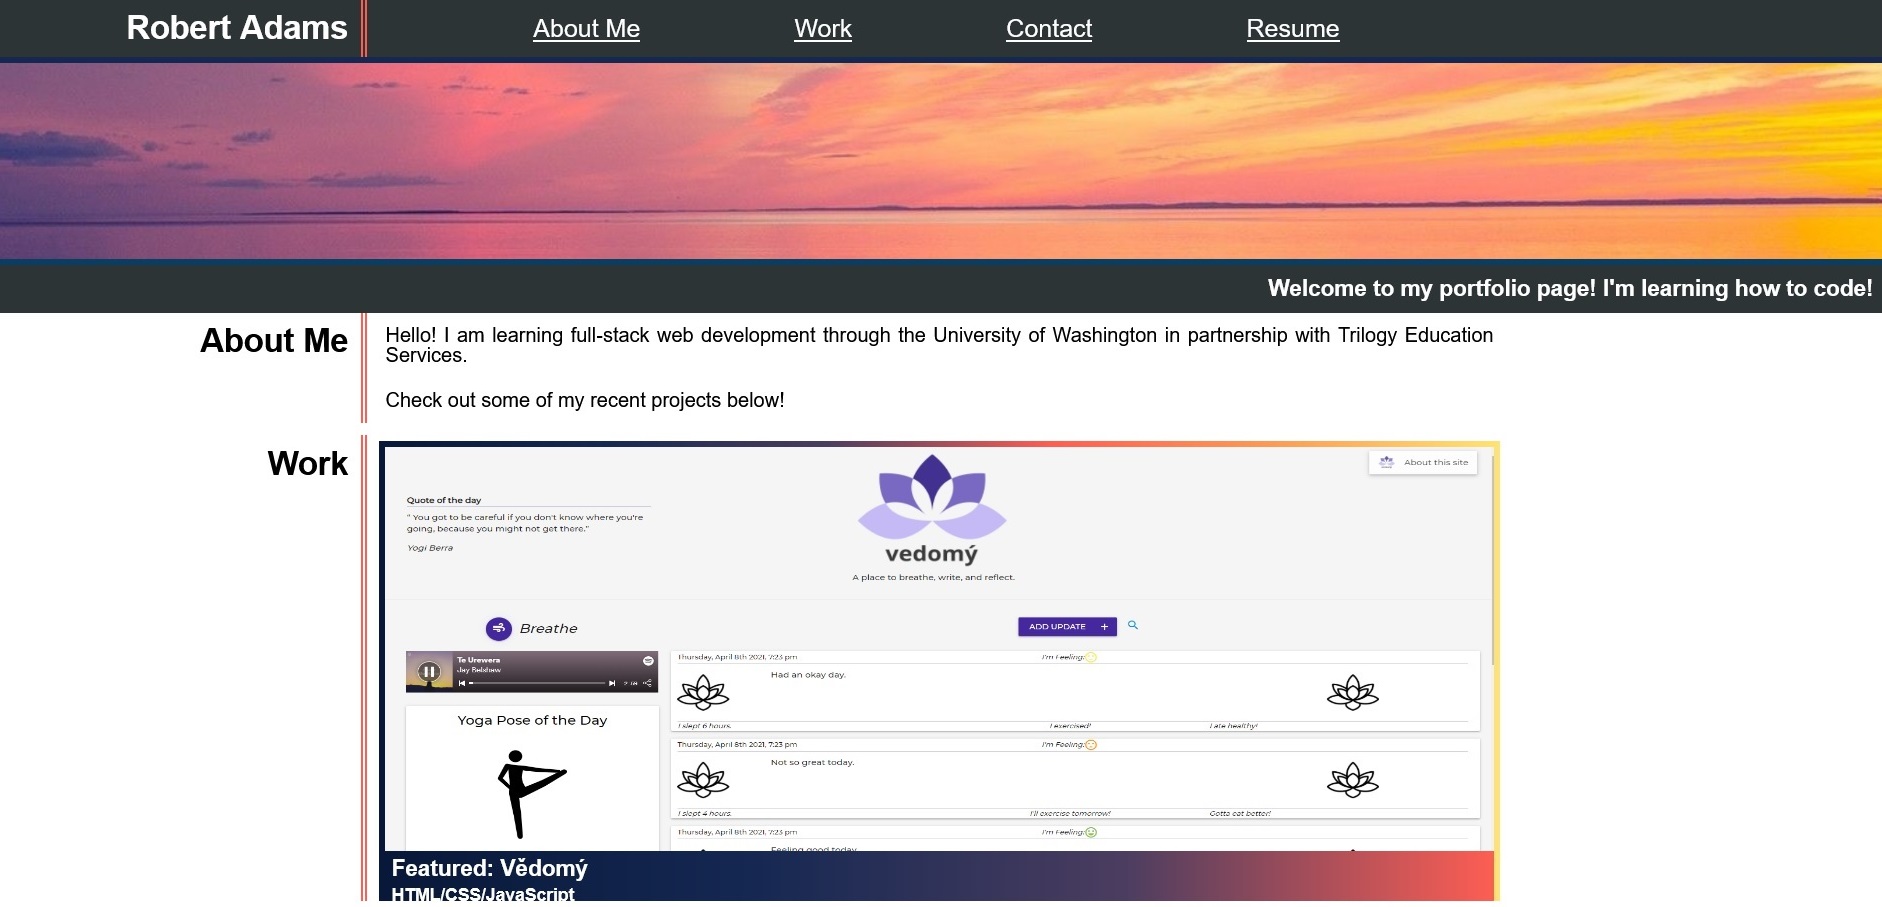 Robert Adams
About Me
Work
Contact
Resume
Welcome to my portfolio page! I'm learning how to code!
About Me
Hello! I am learning full-stack web development through the University of Washington in partnership with Trilogy Education
Services.
Check out some of my recent projects below!
Work
About this site
Quote of the day
" You got to be careful if you don't know where you're
going, because you might not get there."
Yogi Berra
vedomý
A place to breathe, write, and reflect.
Breathe
ADD UPDATE +
Te Urewera
Jay Belshaw
Yoga Pose of the Day
Thursday, April 8th 2021, 7:23 pm
I'm Feeling:
Had an okay day.
I slept 6 hours.
I exercised!
I ate healthy!
Thursday, April 8th 2021, 7:23 pm
I'm Feeling:
Not so great today.
I slept 4 hours.
I'll exercise tomorrow!
Gotta eat better!
Thursday, April 8th 2021, 7:23 pm
I'm Feeling:
Feeling good today
Featured: Vědomý
HTML/CSS/JavaScript